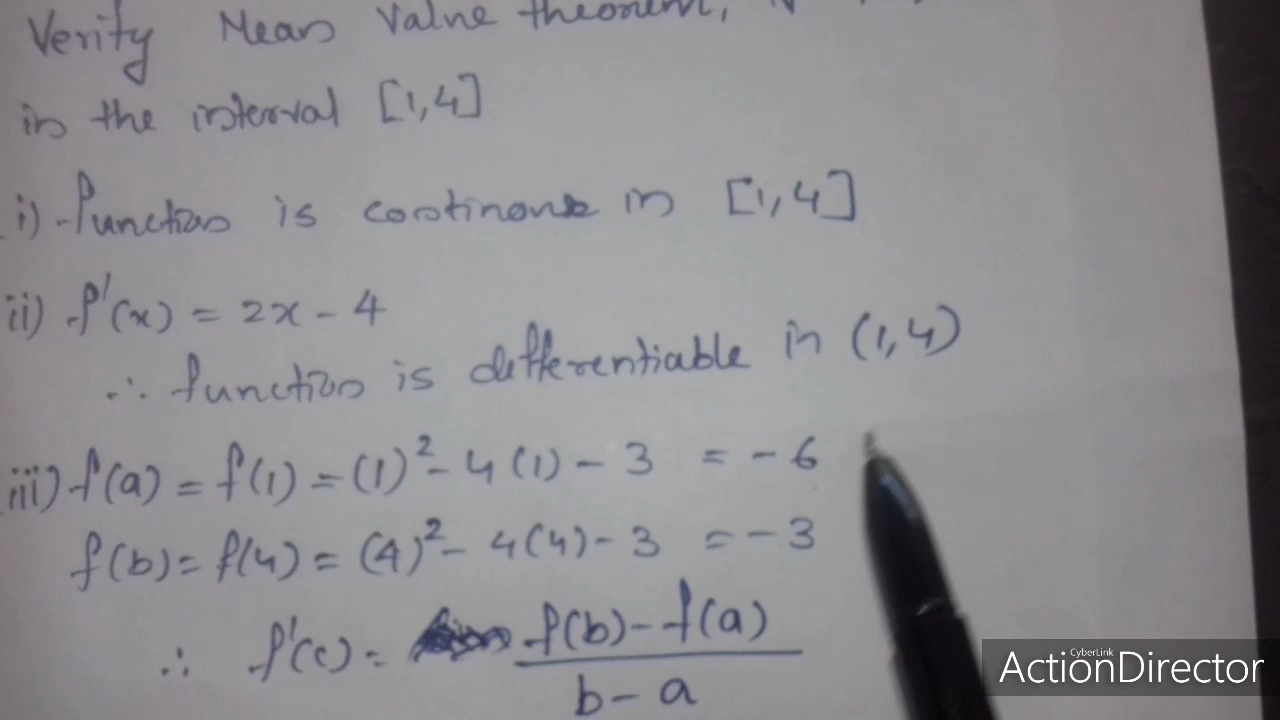 Verify Mean Value theorem,
in the interval [1,4]
i) function is continous in [1,4]
ii) f'(x) = 2x - 4
∴ function is differentiable in (1,4)
iii) f(a) = f(1) = (1)² - 4(1) - 3 = -6
f(b) = f(4) = (4)² - 4(4) - 3 = -3
∴ f'(c) = f(b) - f(a) / b - a
CyberLink
ActionDirector